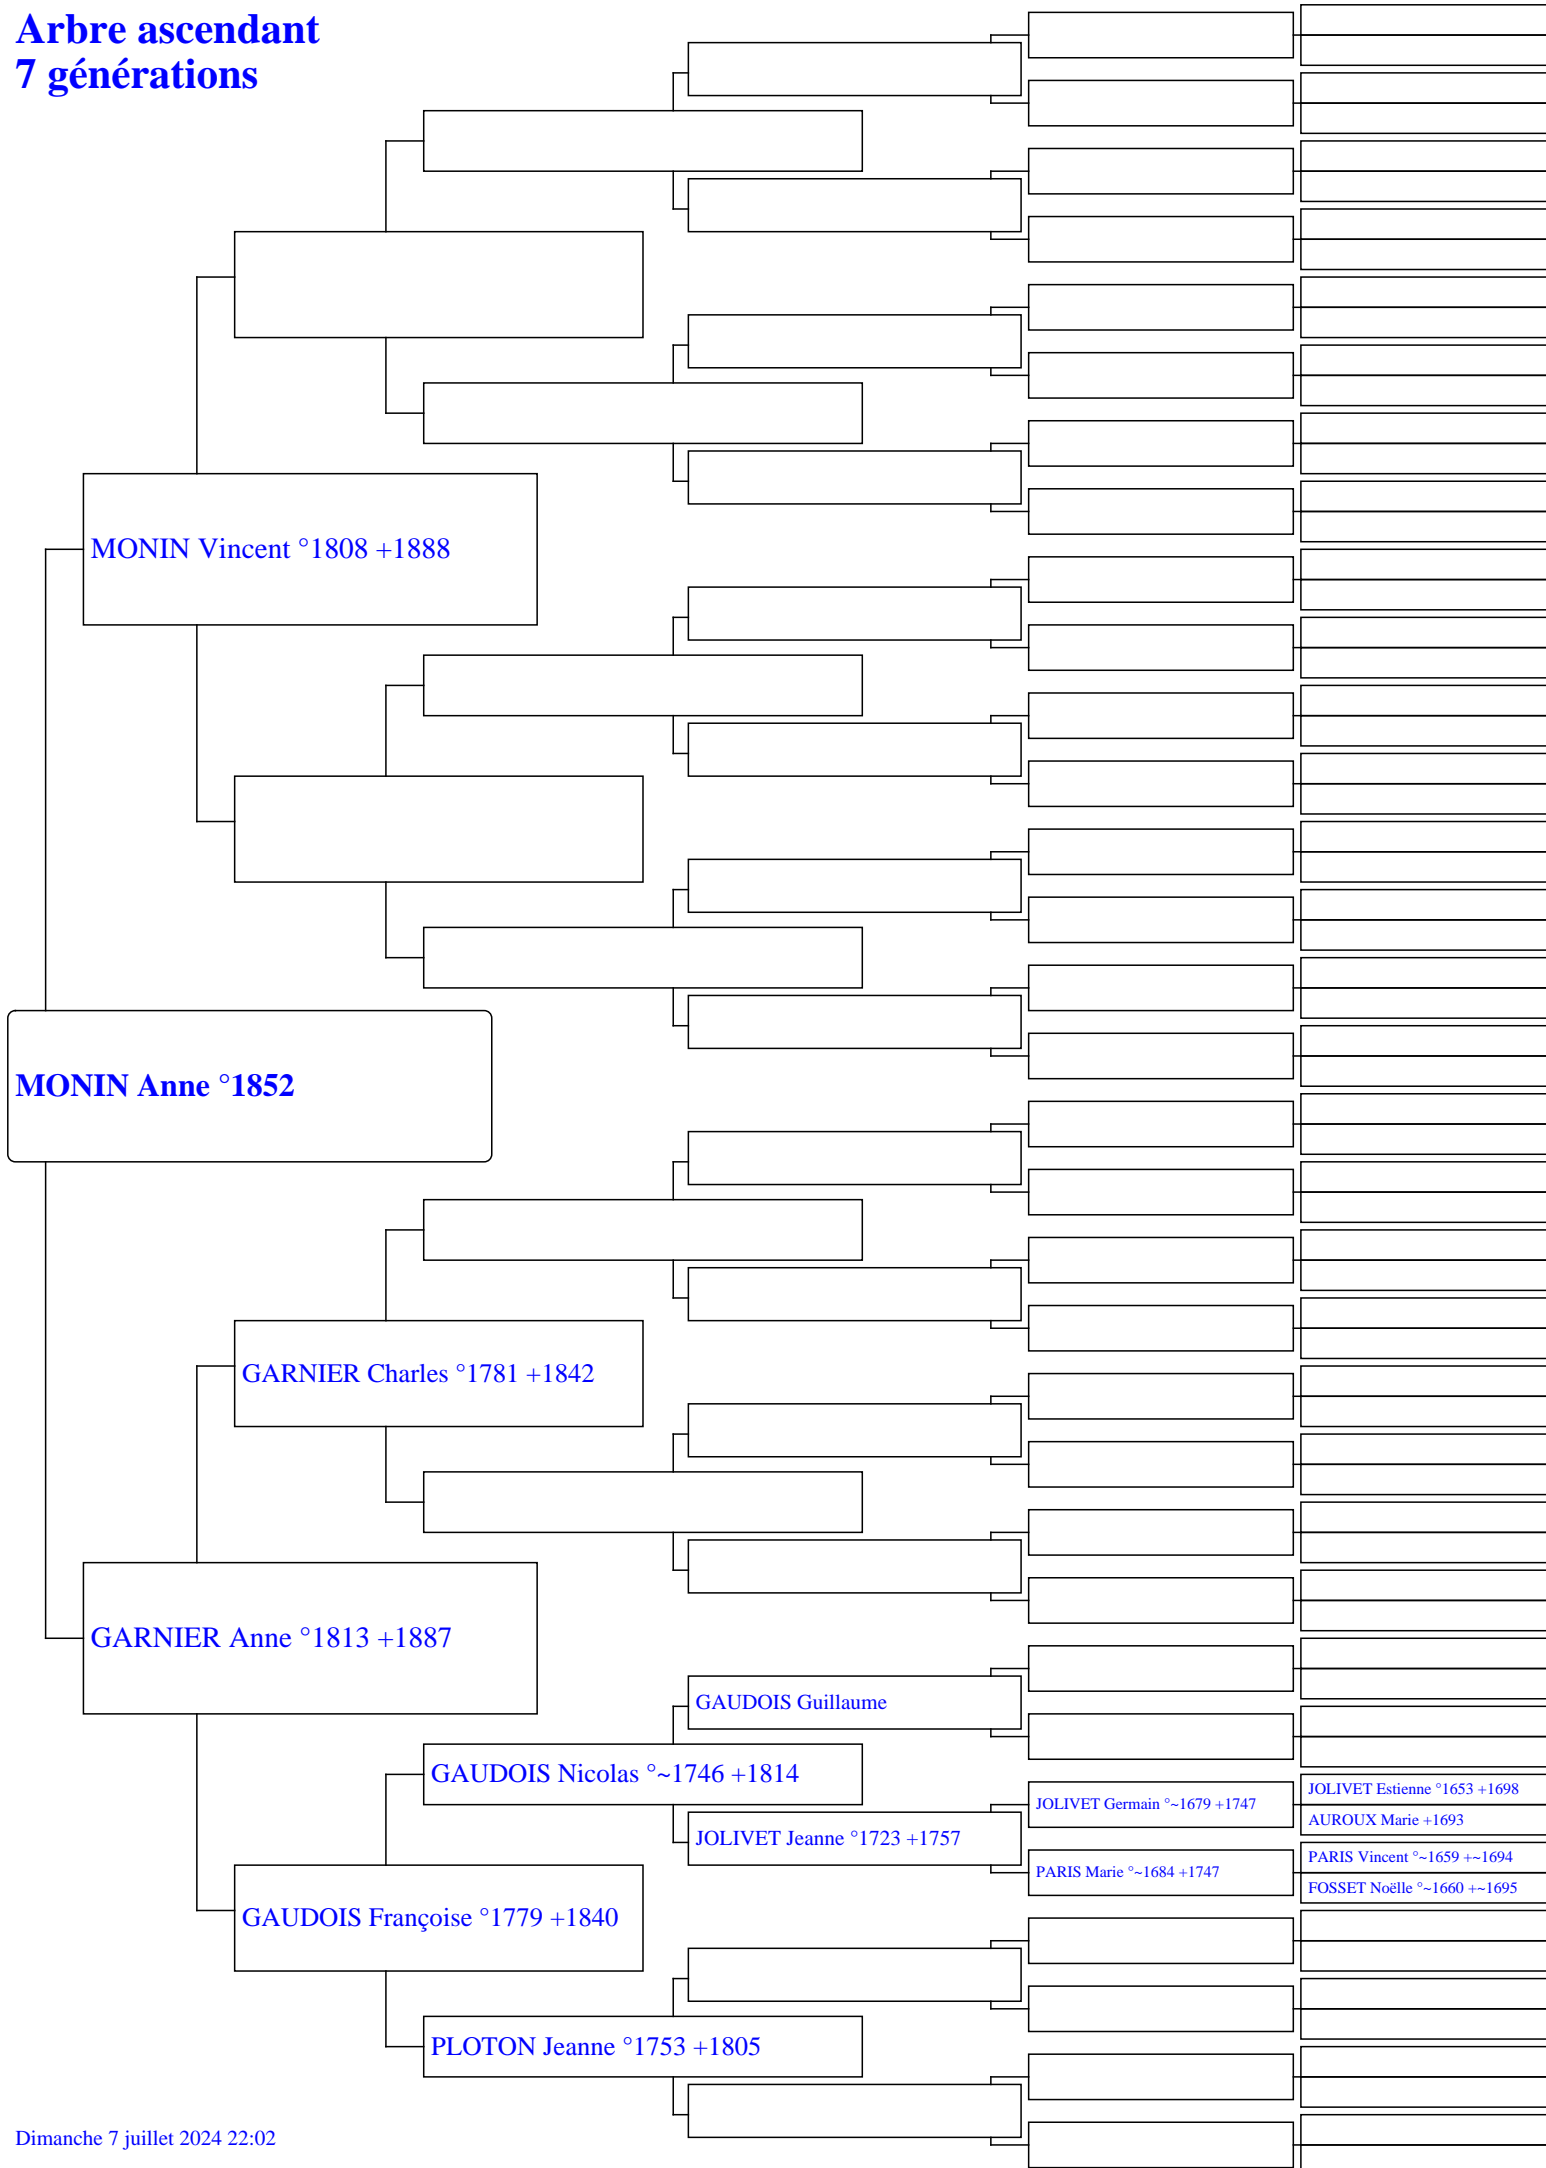 Arbre ascendant
7 générations
MONIN Vincent °1808 +1888
MONIN Anne °1852
GARNIER Charles °1781 +1842
GARNIER Anne °1813 +1887
GAUDOIS Guillaume
GAUDOIS Nicolas °~1746 +1814
JOLIVET Estienne °1653 +1698
JOLIVET Germain °~1679 +1747
AUROUX Marie +1693
JOLIVET Jeanne °1723 +1757
PARIS Vincent °~1659 +~1694
PARIS Marie °~1684 +1747
FOSSET Noëlle °~1660 +~1695
GAUDOIS Françoise °1779 +1840
PLOTON Jeanne °1753 +1805
Dimanche 7 juillet 2024 22:02